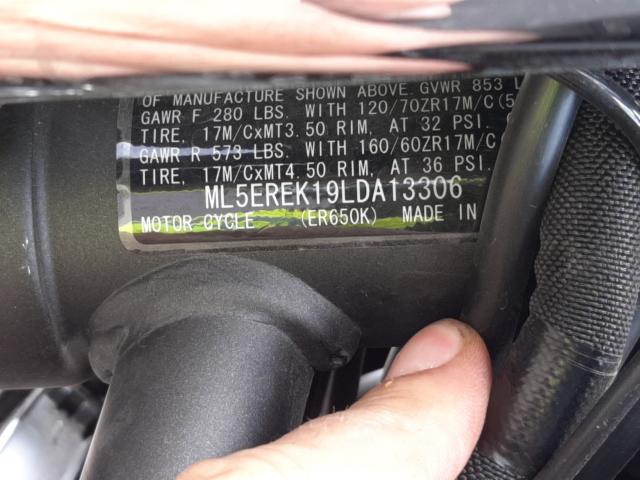 OF MANUFACTURE SHOWN ABOVE. GVWR 853 L
GAWR F 280 LBS. WITH 120/70ZR17M/C(5
TIRE, 17M/CxMT3.50 RIM, AT 32 PSI.
GAWR R 573 LBS. WITH 160/60ZR17M/C
TIRE, 17M/CxMT4.50 RIM, AT 36 PSI.
ML5EREK19LDA13306
MOTOR CYCLE (ER650K) MADE IN